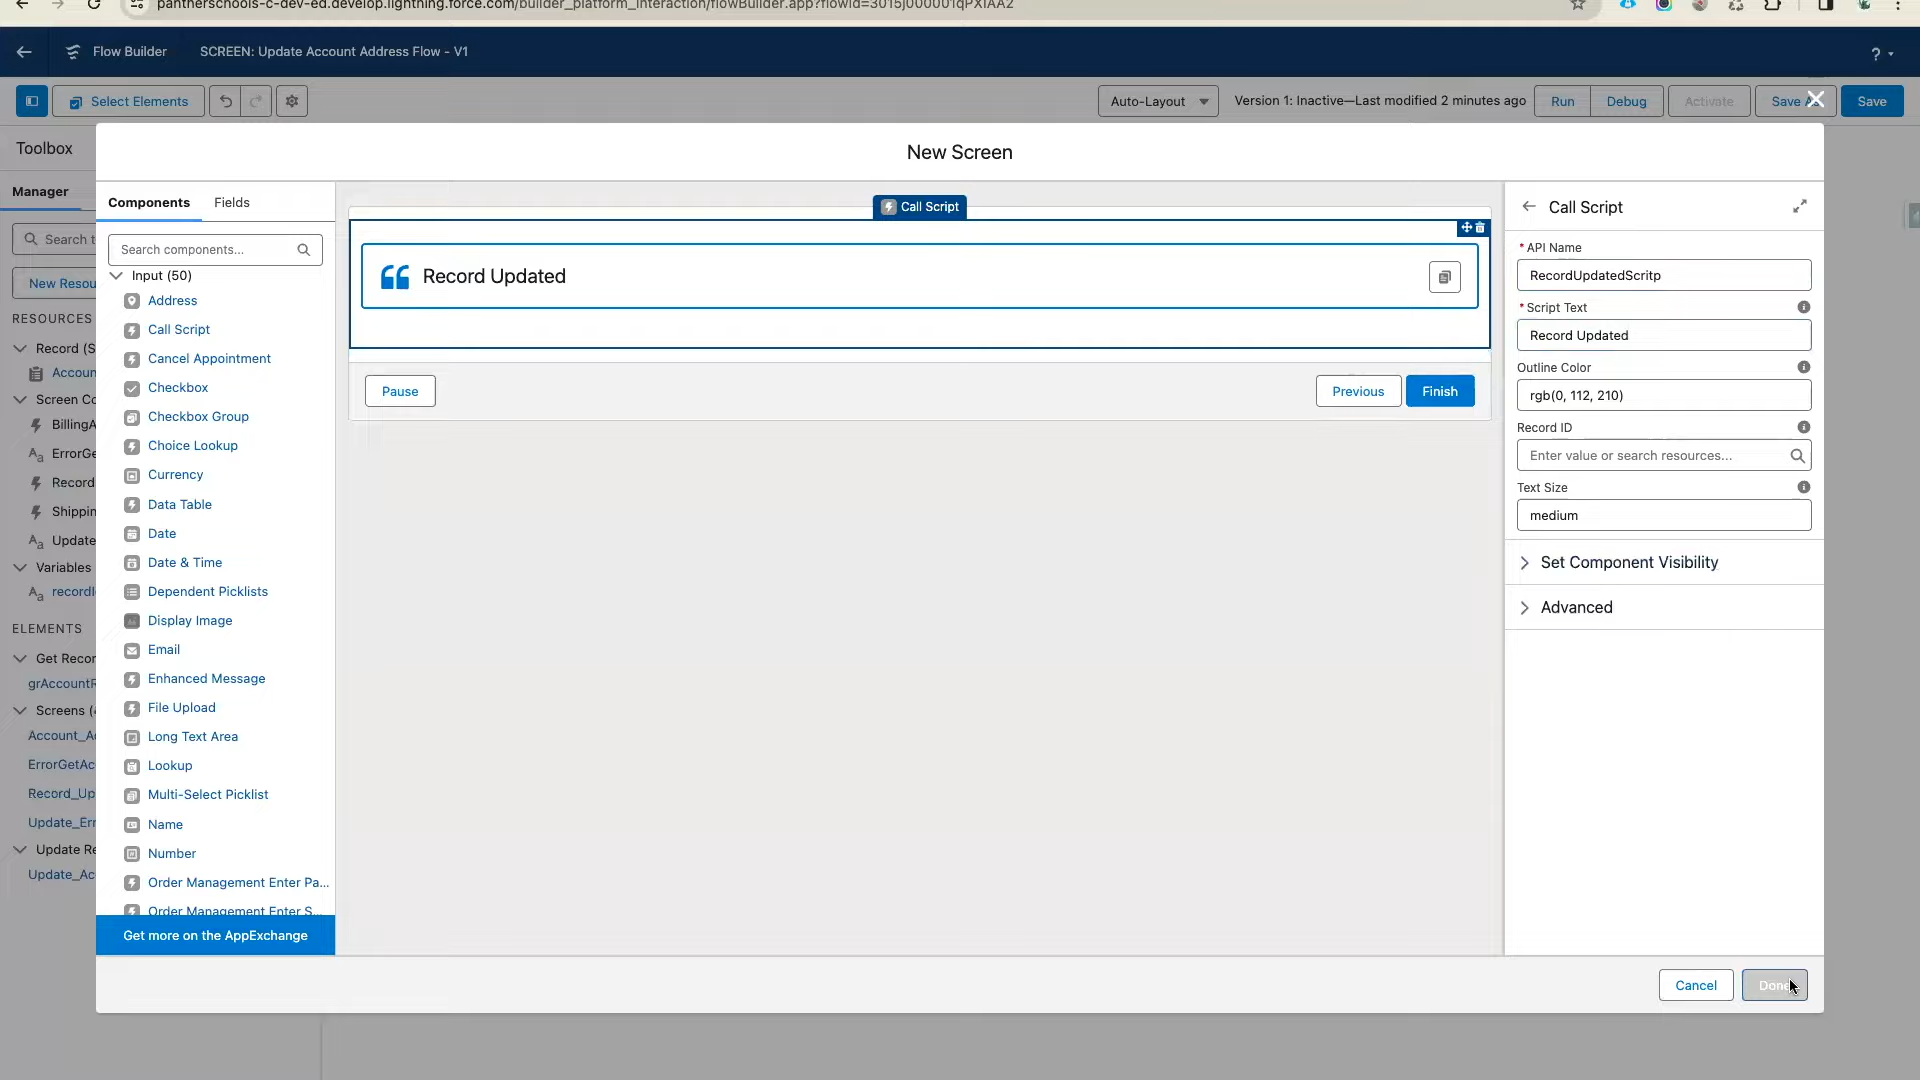 pantherschools-c-dev-ed.develop.lightning.force.com/builder_platform_interaction/flowBuilder.app?flowId=3015j000001qPXIAA2
Flow Builder
SCREEN: Update Account Address Flow - V1
?
Select Elements
Auto-Layout
Version 1: Inactive—Last modified 2 minutes ago
Run
Debug
Activate
Save As
Save
Toolbox
Manager
Search t
New Resou
RESOURCES
Record (S
Accoun
Screen Co
BillingA
ErrorGe
Record
Shippin
Update
Variables
recordI
ELEMENTS
Get Recor
grAccountR
Screens (
Account_Ac
ErrorGetAc
Record_Up
Update_Err
Update Re
Update_Ac
New Screen
Components
Fields
Search components...
Input (50)
Address
Call Script
Cancel Appointment
Checkbox
Checkbox Group
Choice Lookup
Currency
Data Table
Date
Date & Time
Dependent Picklists
Display Image
Email
Enhanced Message
File Upload
Long Text Area
Lookup
Multi-Select Picklist
Name
Number
Order Management Enter Pa...
Order Management Enter S...
Get more on the AppExchange
Call Script
Record Updated
Pause
Previous
Finish
Call Script
* API Name
RecordUpdatedScritp
* Script Text
Record Updated
Outline Color
rgb(0, 112, 210)
Record ID
Enter value or search resources...
Text Size
medium
Set Component Visibility
Advanced
Cancel
Done